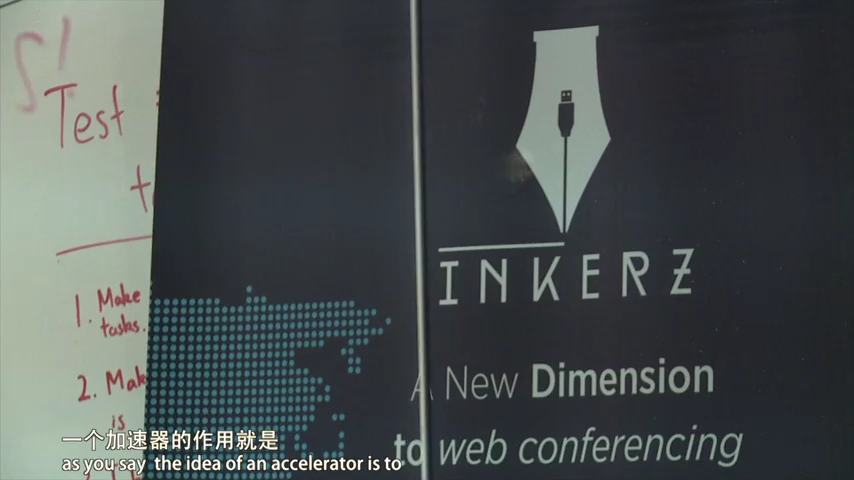 Test
1. Make
tasks.
2. Mak
is
INKERZ
A New Dimension
to web conferencing
一个加速器的作用就是
as you say the idea of an accelerator is to